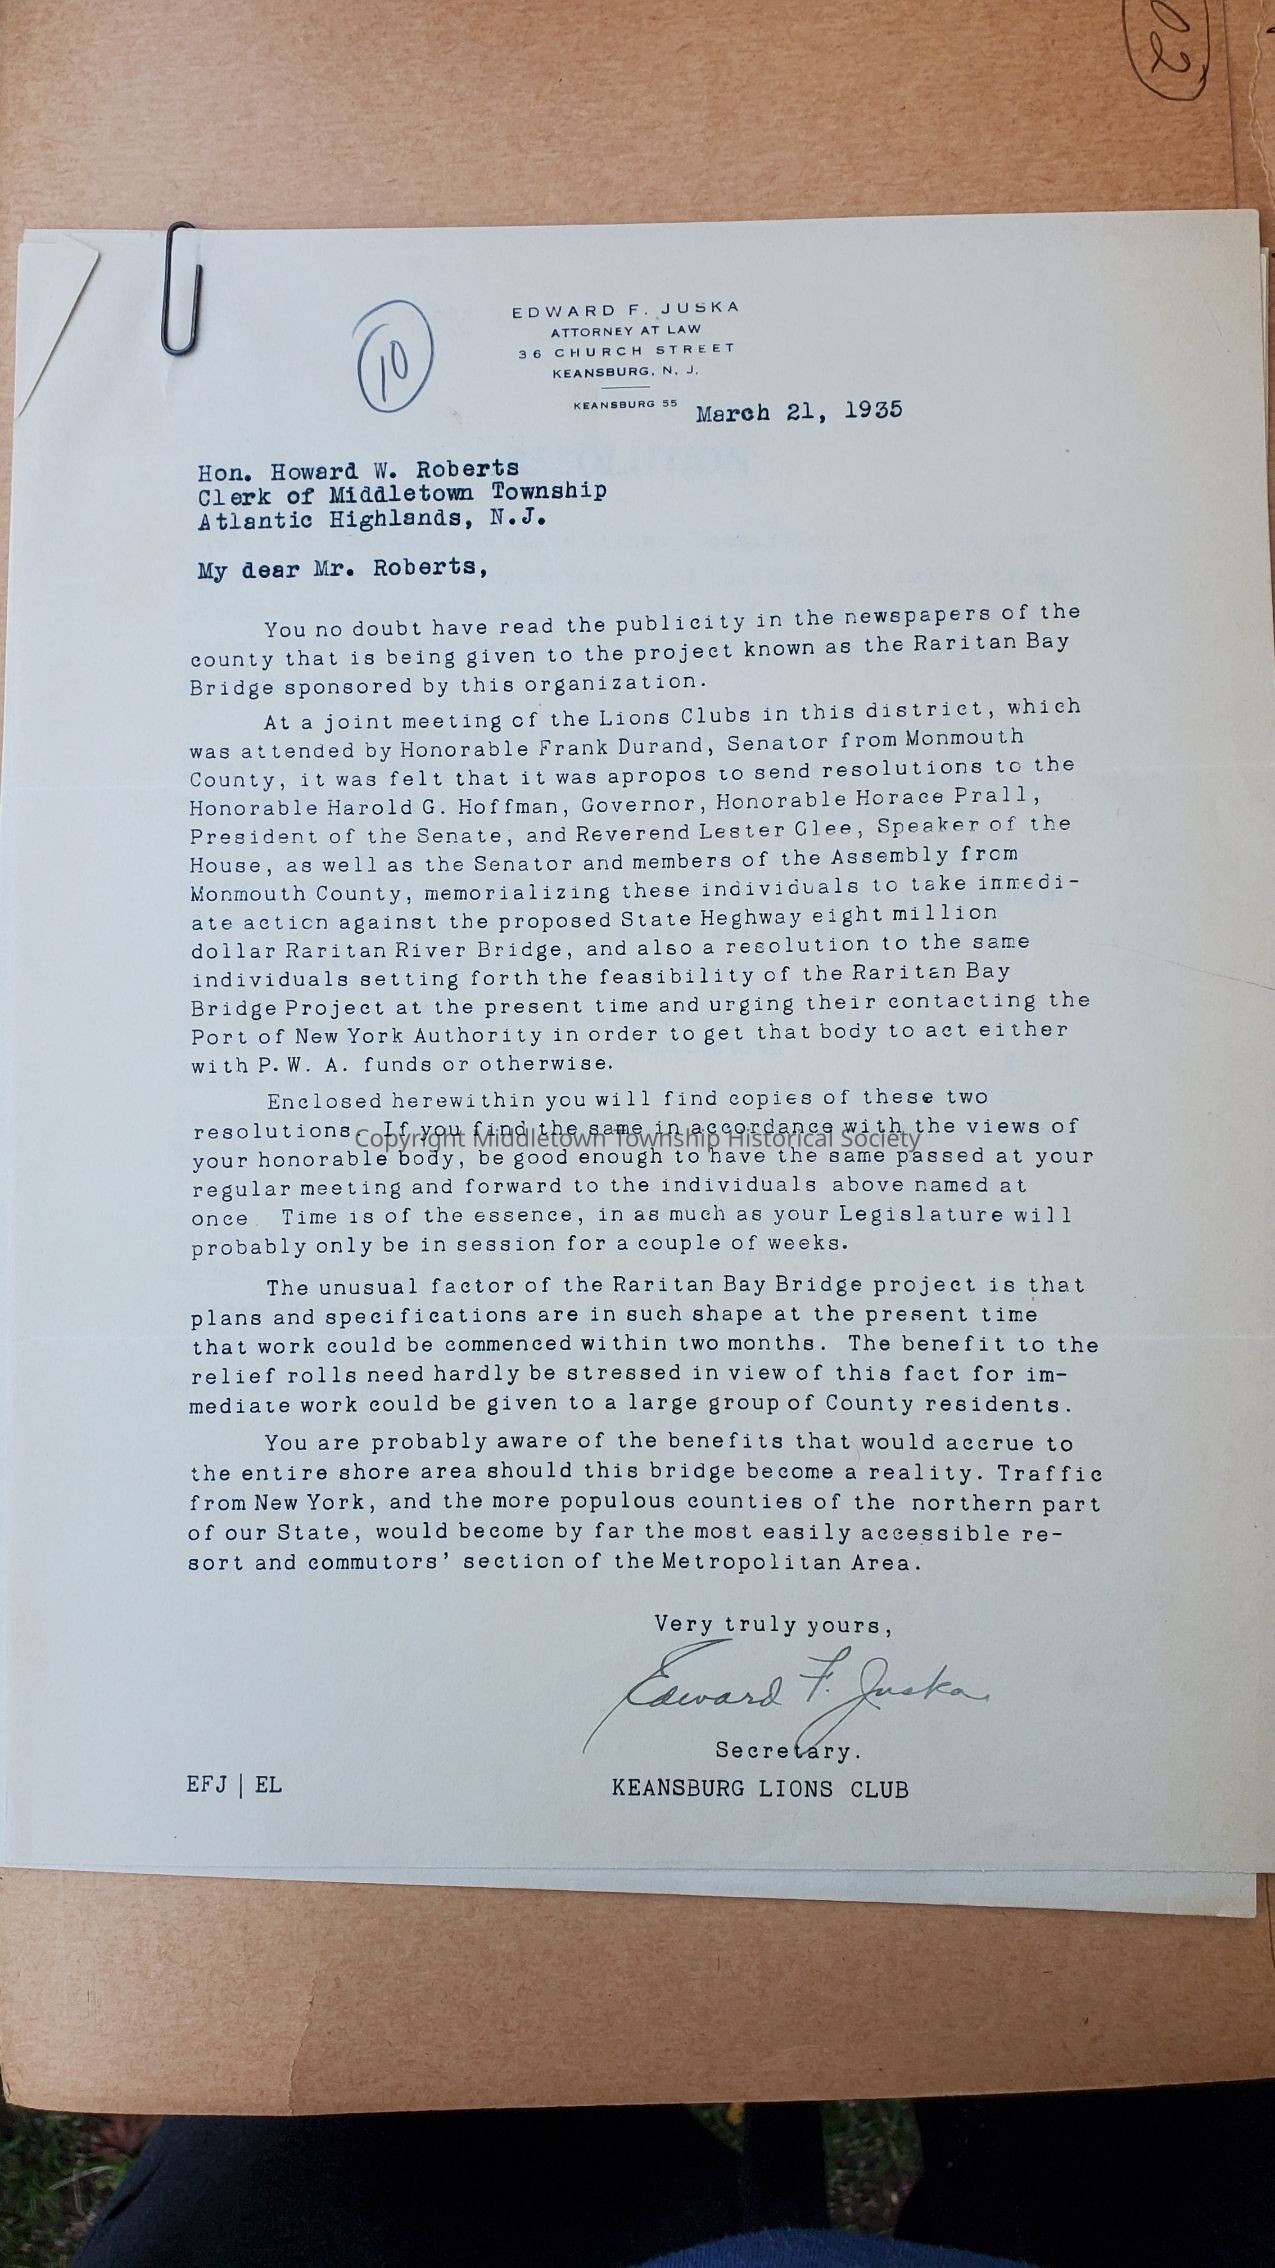 02
10
EDWARD F. JUSKA
ATTORNEY AT LAW
36 CHURCH STREET
KEANSBURG, N. J.
KEANSBURG 55
March 21, 1935
Hon. Howard W. Roberts
Clerk of Middletown Township
Atlantic Highlands, N.J.
My dear Mr. Roberts,
You no doubt have read the publicity in the newspapers of the
county that is being given to the project known as the Raritan Bay
Bridge sponsored by this organization.
At a joint meeting of the Lions Clubs in this district, which
was attended by Honorable Frank Durand, Senator from Monmouth
County, it was felt that it was apropos to send resolutions to the
Honorable Harold G. Hoffman, Governor, Honorable Horace Prall,
President of the Senate, and Reverend Lester Clee, Speaker of the
House, as well as the Senator and members of the Assembly from
Monmouth County, memorializing these individuals to take immedi-
ate action against the proposed State Heghway eight million
dollar Raritan River Bridge, and also a resolution to the same
individuals setting forth the feasibility of the Raritan Bay
Bridge Project at the present time and urging their contacting the
Port of New York Authority in order to get that body to act either
with P. W. A. funds or otherwise.
Enclosed herewithin you will find copies of these two
resolutions. If you find the same in accordance with the views of
Copyright Middletown Township Historical Society
your honorable body, be good enough to have the same passed at your
regular meeting and forward to the individuals above named at
once. Time is of the essence, in as much as your Legislature will
probably only be in session for a couple of weeks.
The unusual factor of the Raritan Bay Bridge project is that
plans and specifications are in such shape at the present time
that work could be commenced within two months. The benefit to the
relief rolls need hardly be stressed in view of this fact for im-
mediate work could be given to a large group of County residents.
You are probably aware of the benefits that would accrue to
the entire shore area should this bridge become a reality. Traffic
from New York, and the more populous counties of the northern part
of our State, would become by far the most easily accessible re-
sort and commutors' section of the Metropolitan Area.
Very truly yours,
Edward F. Juska
Secretary.
EFJ | EL
KEANSBURG LIONS CLUB